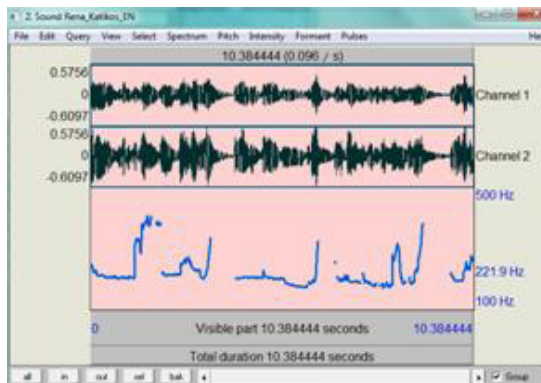 2. Sound Rena_Katikos_EN
File Edit Query View Select Spectrum Pitch Intensity Formant Pulses He
10.384444 (0.096 / s)
0.5756
0
-0.6097
Channel 1
0.5756
0
-0.6097
Channel 2
500 Hz
221.9 Hz
100 Hz
0 Visible part 10.384444 seconds 10.384444
Total duration 10.384444 seconds
all in out sel bak Group